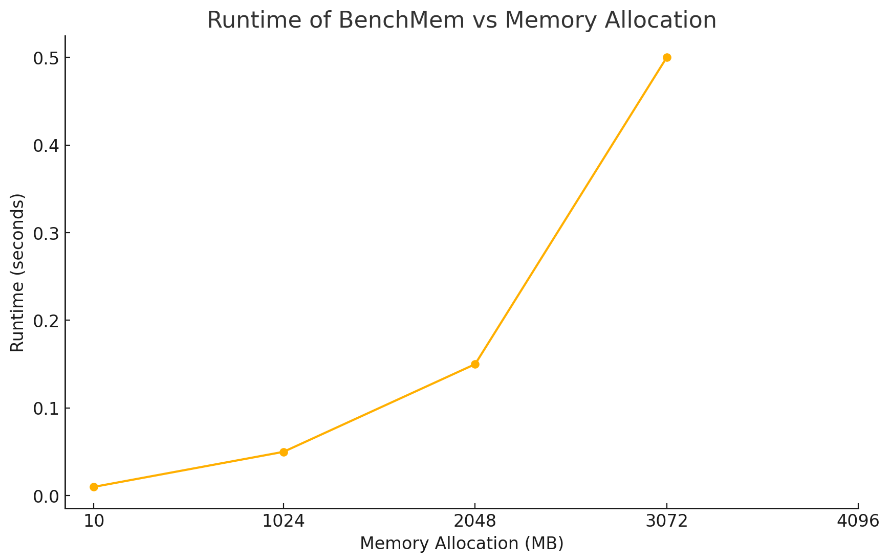 Runtime of BenchMem vs Memory Allocation
Runtime (seconds)
0.5
0.4
0.3
0.2
0.1
0.0
10 1024 2048 3072 4096
Memory Allocation (MB)